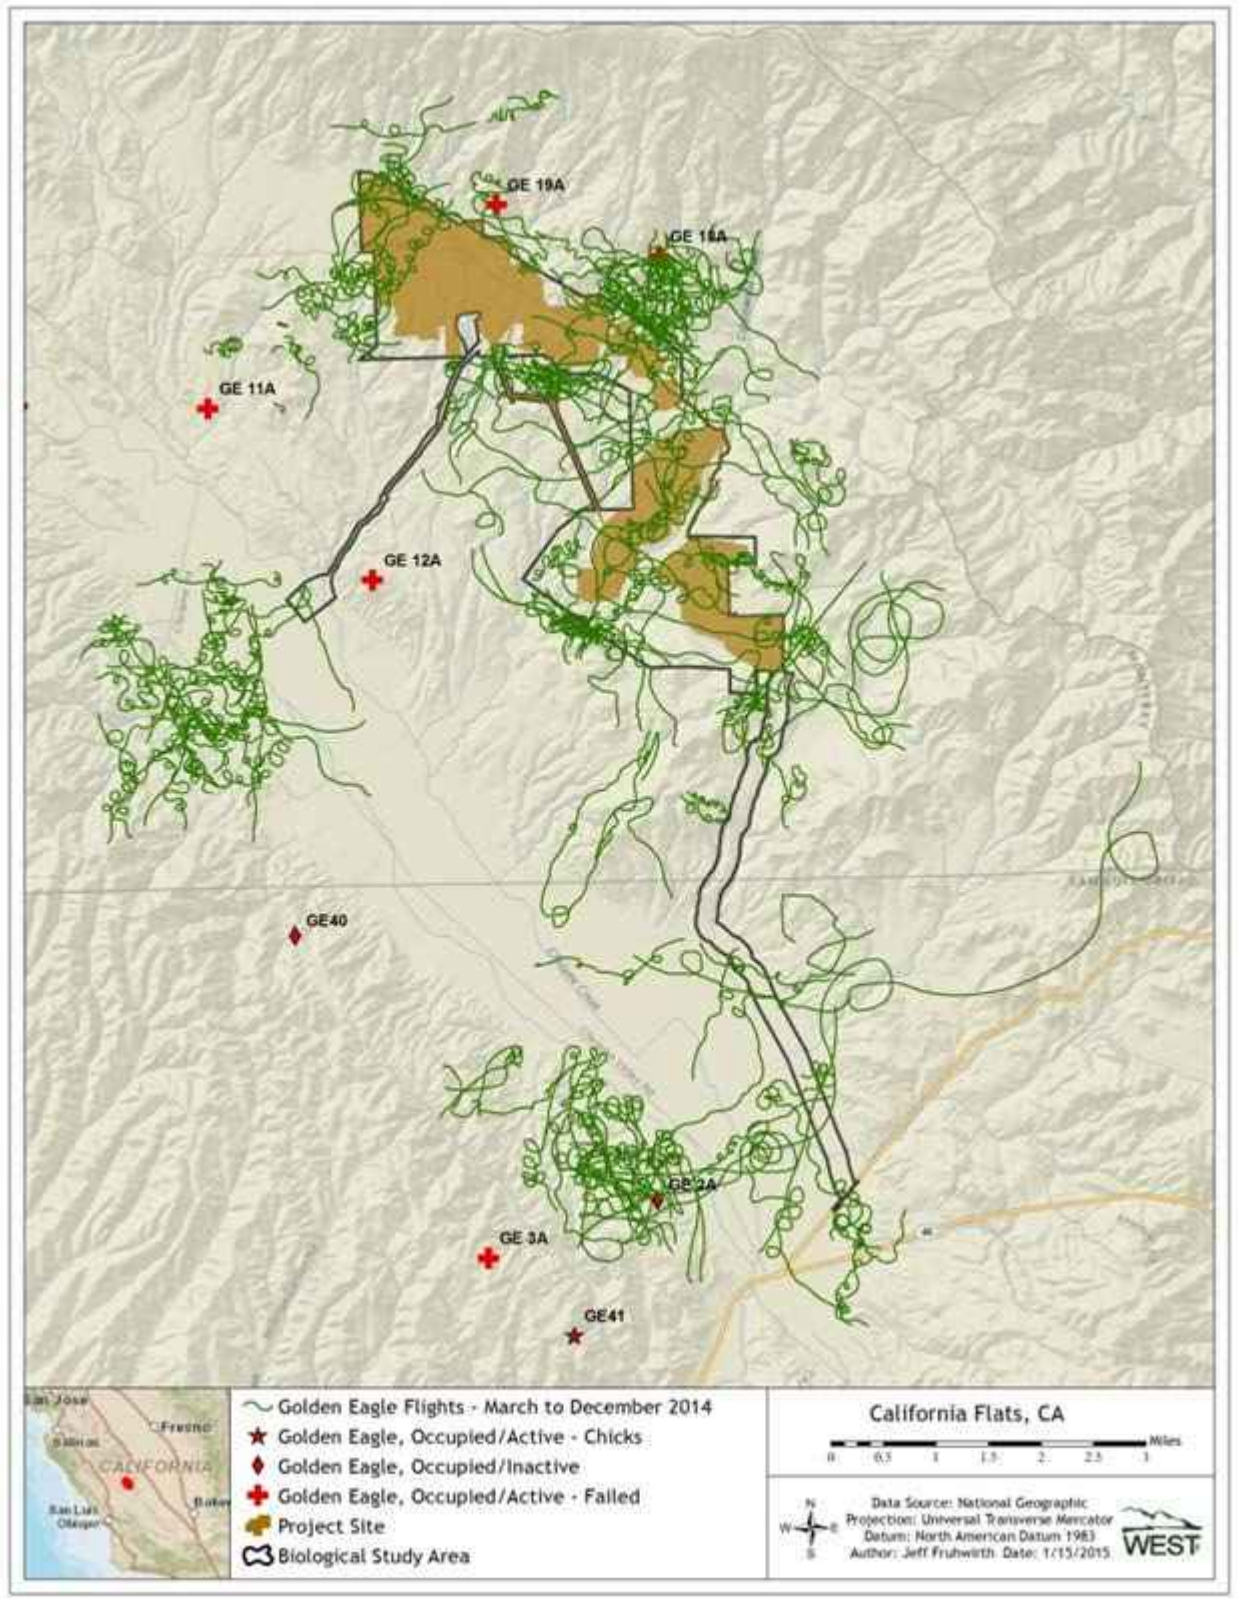 GE 19A
GE 18A
GE 11A
GE 12A
GE40
46
GE 2A
GE 3A
GE41
San Jose
Fresno
Salinas
CALIFORNIA
San Luis
Obispo
Golden Eagle Flights - March to December 2014
Golden Eagle, Occupied/Active - Chicks
Golden Eagle, Occupied/Inactive
Golden Eagle, Occupied/Active - Failed
Project Site
Biological Study Area
California Flats, CA
Miles
0 0.5 1 1.5 2 2.5 3
N
W E
S
Data Source: National Geographic
Projection: Universal Transverse Mercator
Datum: North American Datum 1983
Author: Jeff Fruhwirth Date: 1/15/2015
WEST